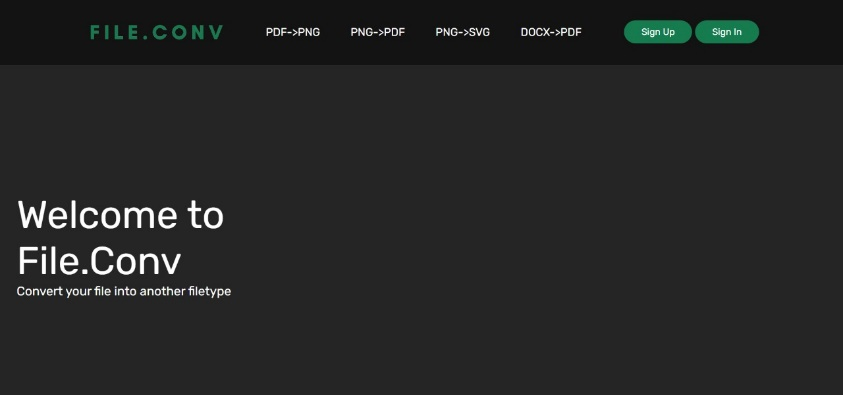 FILE.CONV PDF->PNG PNG->PDF PNG->SVG DOCX->PDF Sign Up Sign In
Welcome to
File.Conv
Convert your file into another filetype